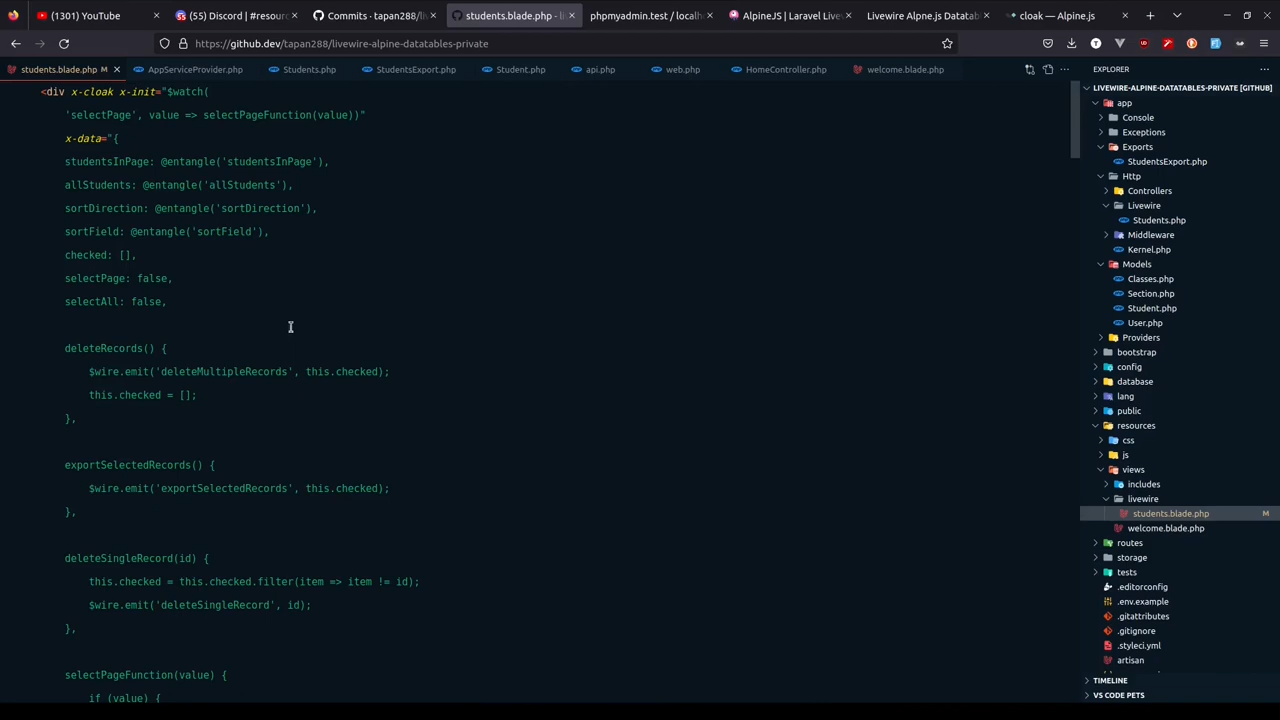 (1301) YouTube
(55) Discord | #resourc
Commits · tapan288/liv
students.blade.php - li
phpmyadmin.test / localh
AlpineJS | Laravel Live
Livewire Alpne.js Datatab
cloak — Alpine.js
https://github.dev/tapan288/livewire-alpine-datatables-private
students.blade.php M
AppServiceProvider.php
Students.php
StudentsExport.php
Student.php
api.php
web.php
HomeController.php
welcome.blade.php
<div x-cloak x-init="$watch(
'selectPage', value => selectPageFunction(value))"
x-data="{
studentsInPage: @entangle('studentsInPage'),
allStudents: @entangle('allStudents'),
sortDirection: @entangle('sortDirection'),
sortField: @entangle('sortField'),
checked: [],
selectPage: false,
selectAll: false,
deleteRecords() {
$wire.emit('deleteMultipleRecords', this.checked);
this.checked = [];
},
exportSelectedRecords() {
$wire.emit('exportSelectedRecords', this.checked);
},
deleteSingleRecord(id) {
this.checked = this.checked.filter(item => item != id);
$wire.emit('deleteSingleRecord', id);
},
selectPageFunction(value) {
if (value) {
EXPLORER
LIVEWIRE-ALPINE-DATATABLES-PRIVATE [GITHUB]
app
Console
Exceptions
Exports
StudentsExport.php
Http
Controllers
Livewire
Students.php
Middleware
Kernel.php
Models
Classes.php
Section.php
Student.php
User.php
Providers
bootstrap
config
database
lang
public
resources
css
js
views
includes
livewire
students.blade.php M
welcome.blade.php
routes
storage
tests
.editorconfig
.env.example
.gitattributes
.gitignore
.styleci.yml
artisan
TIMELINE
VS CODE PETS